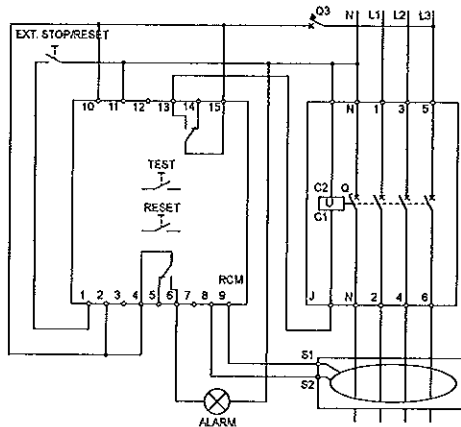 Q3 N L1 L2 L3
EXT. STOP/RESET
10 11 12 13 14 15
N 1 3 5
TEST
C2 Q
U
C1
RESET
RCM
1 2 3 4 5 6 7 8 9
J N 2 4 6
S1
S2
ALARM